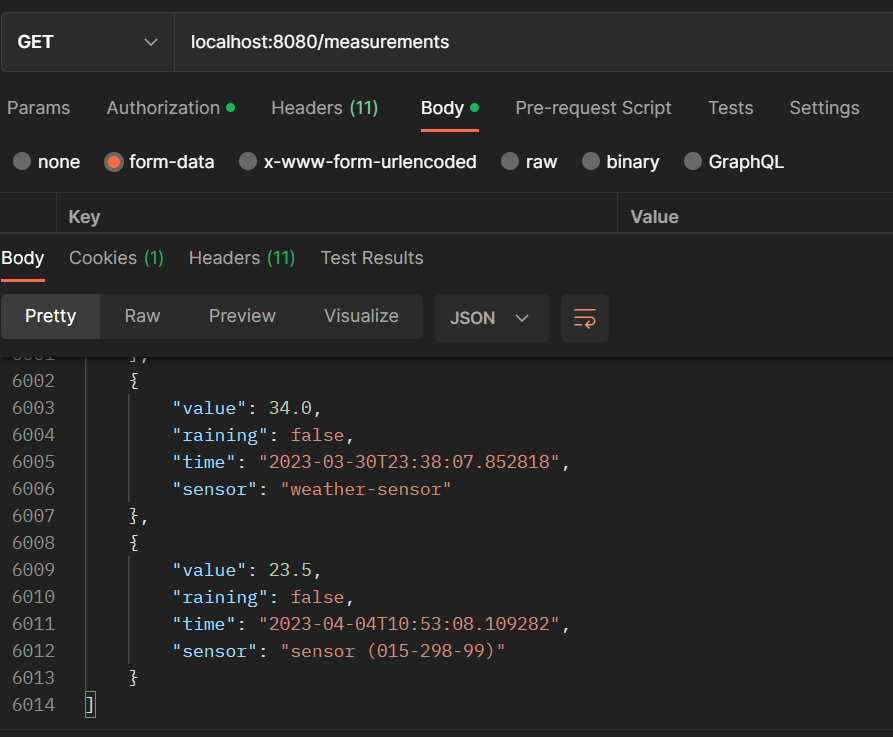 GET localhost:8080/measurements
Params Authorization Headers (11) Body Pre-request Script Tests Settings
none form-data x-www-form-urlencoded raw binary GraphQL
Key Value
Body Cookies (1) Headers (11) Test Results
Pretty Raw Preview Visualize JSON
6001 },
6002 {
6003 "value": 34.0,
6004 "raining": false,
6005 "time": "2023-03-30T23:38:07.852818",
6006 "sensor": "weather-sensor"
6007 },
6008 {
6009 "value": 23.5,
6010 "raining": false,
6011 "time": "2023-04-04T10:53:08.109282",
6012 "sensor": "sensor (015-298-99)"
6013 }
6014 ]